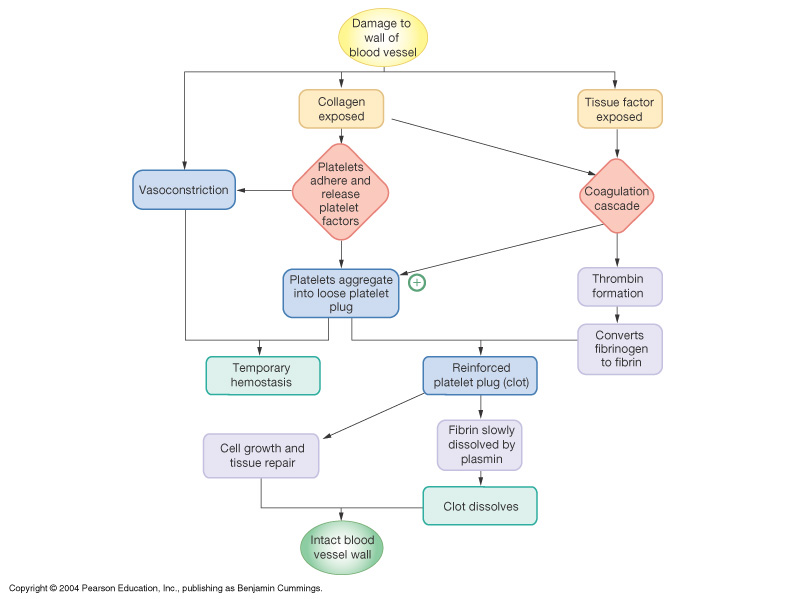 Damage to
wall of
blood vessel
Collagen
exposed
Tissue factor
exposed
Vasoconstriction
Platelets
adhere and
release
platelet
factors
Coagulation
cascade
Platelets aggregate
into loose platelet
plug
+
Thrombin
formation
Converts
fibrinogen
to fibrin
Temporary
hemostasis
Reinforced
platelet plug (clot)
Cell growth and
tissue repair
Fibrin slowly
dissolved by
plasmin
Clot dissolves
Intact blood
vessel wall
Copyright © 2004 Pearson Education, Inc., publishing as Benjamin Cummings.